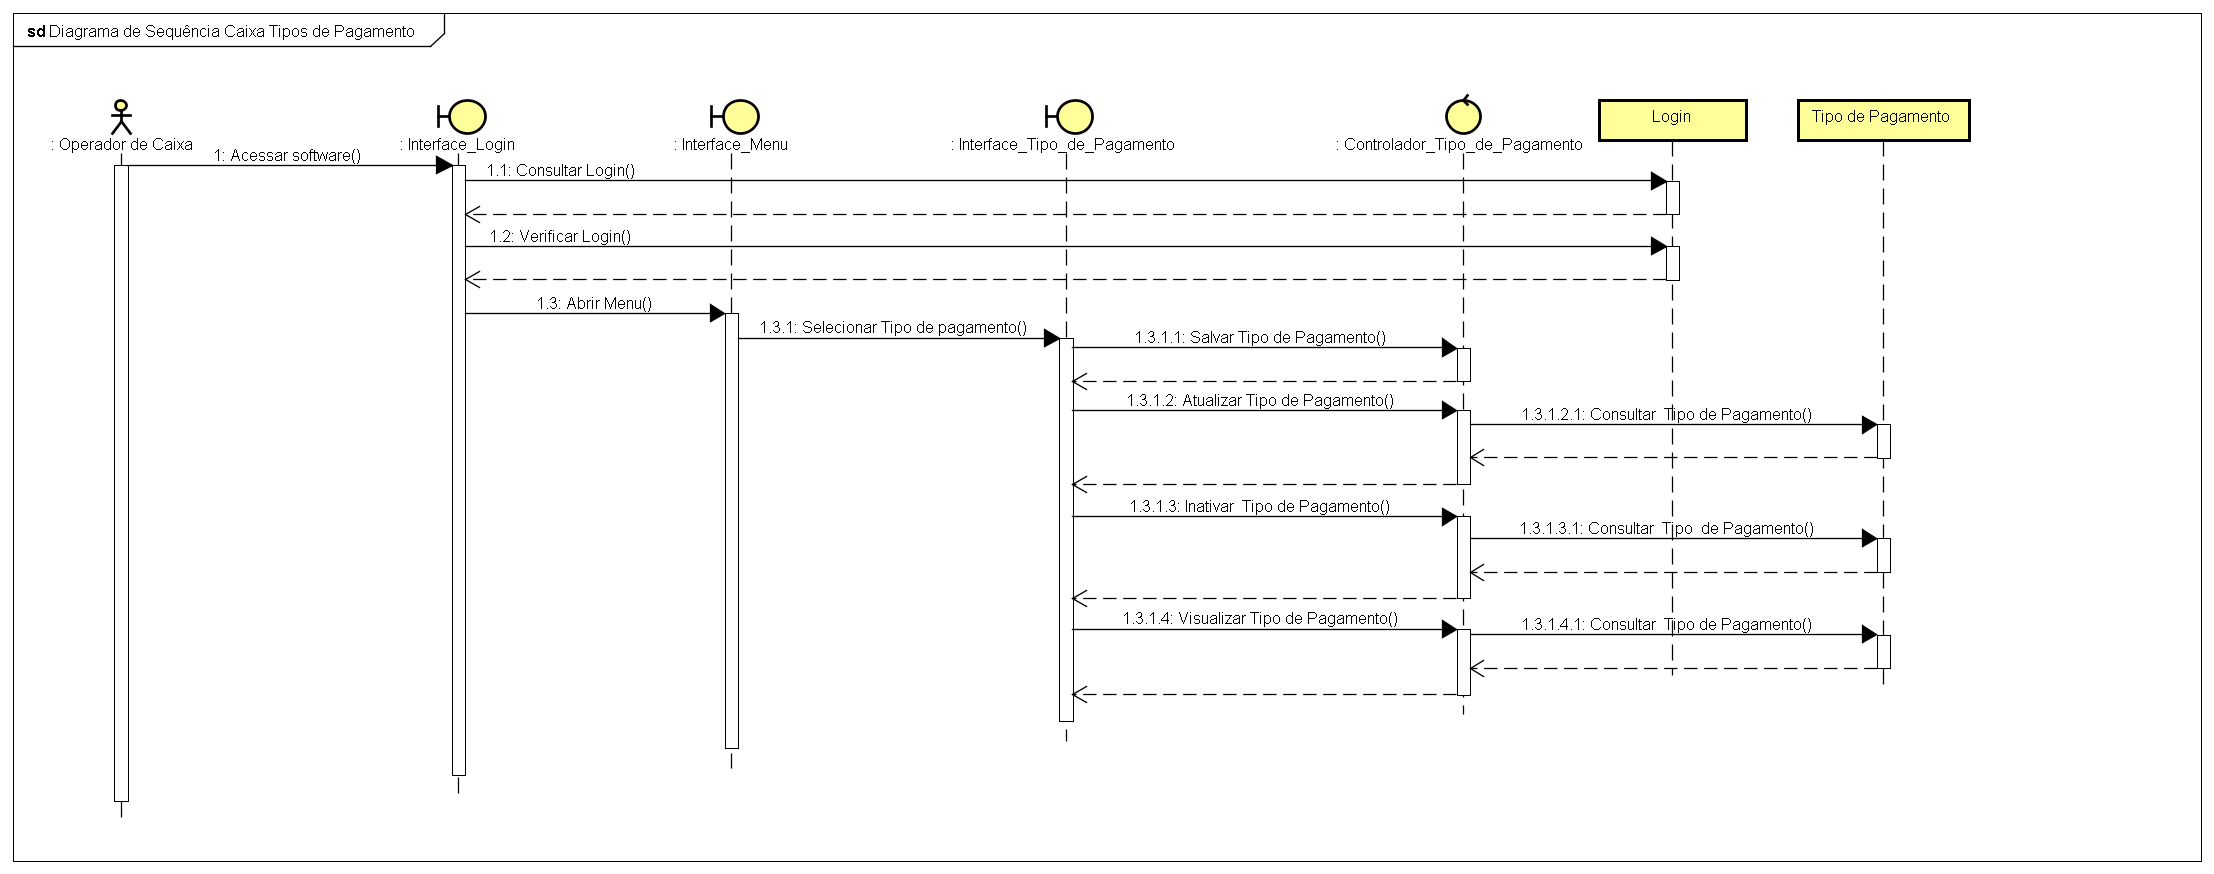 sd Diagrama de Sequência Caixa Tipos de Pagamento
Login
Tipo de Pagamento
: Operador de Caixa
: Interface_Login
: Interface_Menu
: Interface_Tipo_de_Pagamento
: Controlador_Tipo_de_Pagamento
1: Acessar software()
1.1: Consultar Login()
1.2: Verificar Login()
1.3: Abrir Menu()
1.3.1: Selecionar Tipo de pagamento()
1.3.1.1: Salvar Tipo de Pagamento()
1.3.1.2: Atualizar Tipo de Pagamento()
1.3.1.2.1: Consultar  Tipo de Pagamento()
1.3.1.3: Inativar  Tipo de Pagamento()
1.3.1.3.1: Consultar  Tipo  de Pagamento()
1.3.1.4: Visualizar Tipo de Pagamento()
1.3.1.4.1: Consultar  Tipo de Pagamento()